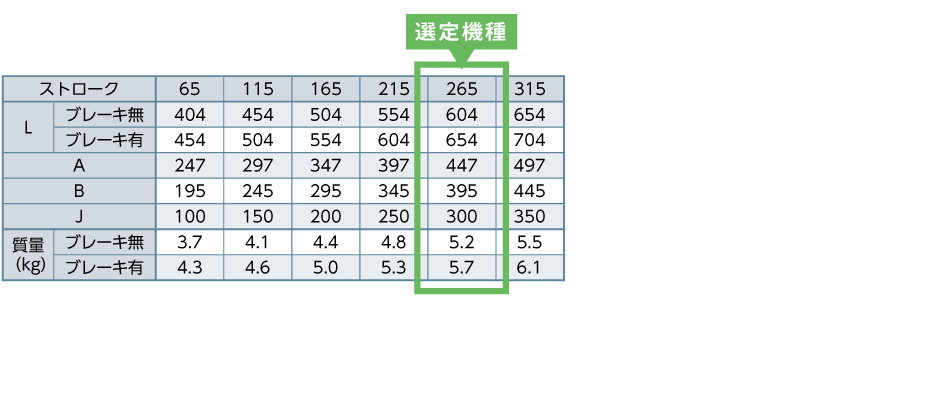 選定機種
ストローク 65 115 165 215 265 315
L ブレーキ無 404 454 504 554 604 654
ブレーキ有 454 504 554 604 654 704
A 247 297 347 397 447 497
B 195 245 295 345 395 445
J 100 150 200 250 300 350
質量(kg) ブレーキ無 3.7 4.1 4.4 4.8 5.2 5.5
ブレーキ有 4.3 4.6 5.0 5.3 5.7 6.1